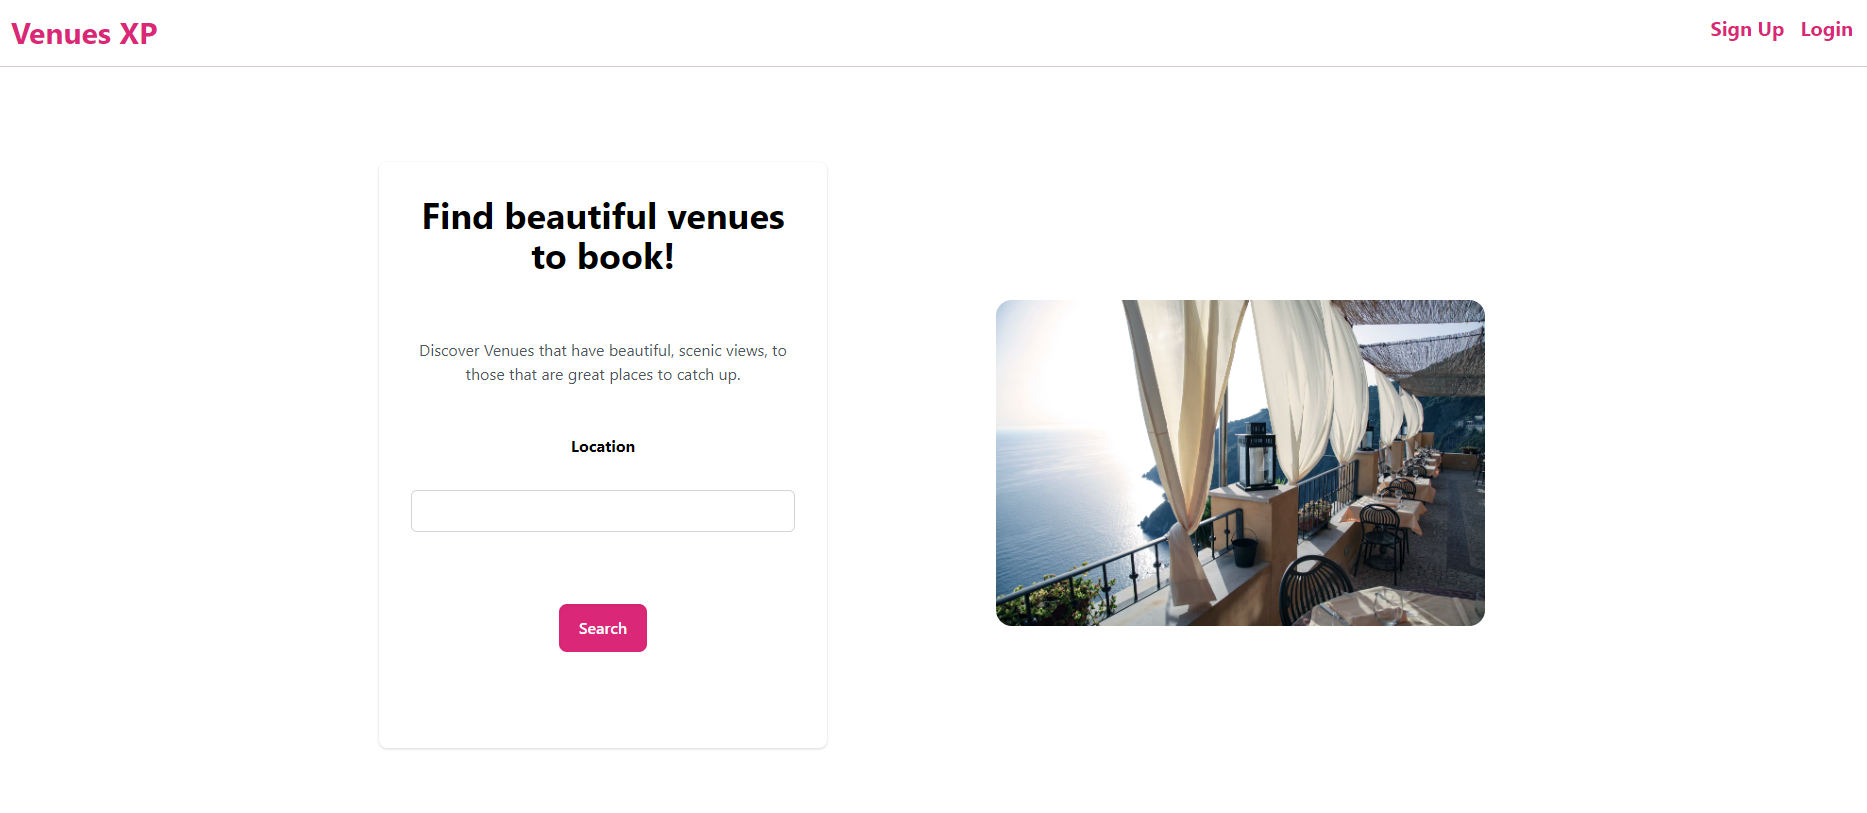 Venues XP
Sign Up
Login
Find beautiful venues
to book!
Discover Venues that have beautiful, scenic views, to
those that are great places to catch up.
Location
Search